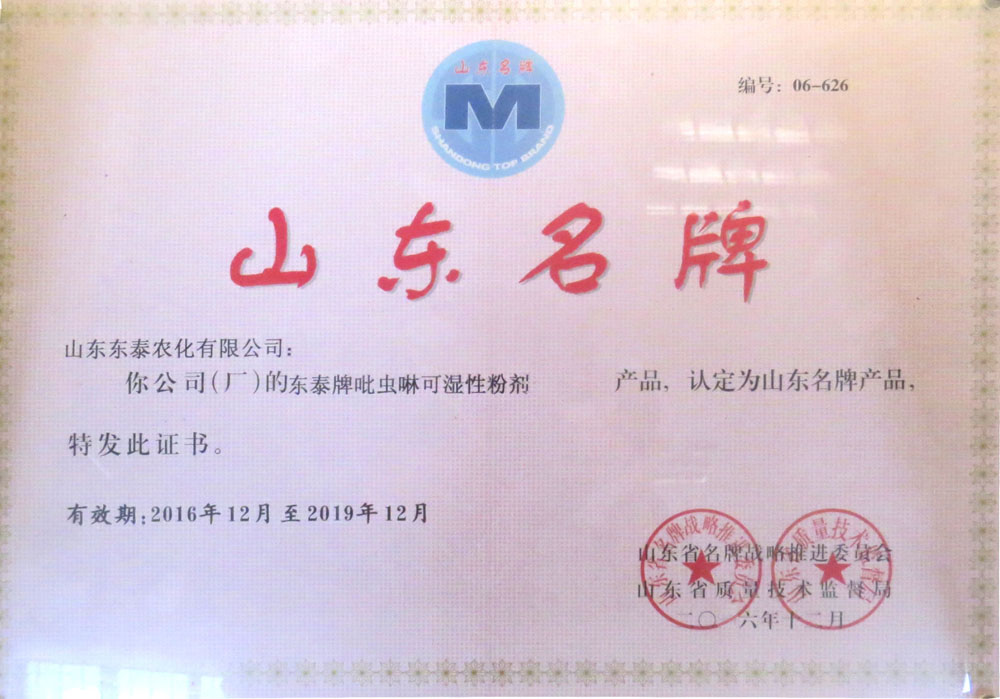 山东名牌
M
SHANDONG TOP BRAND
编号：06-626
山东名牌
山东东泰农化有限公司：
你公司(厂)的东泰牌吡虫啉可湿性粉剂 产品，认定为山东名牌产品，
特发此证书。
有效期：2016年12月至2019年12月
山东省名牌战略推进委员会
山东省质量技术监督局
二〇一六年十二月